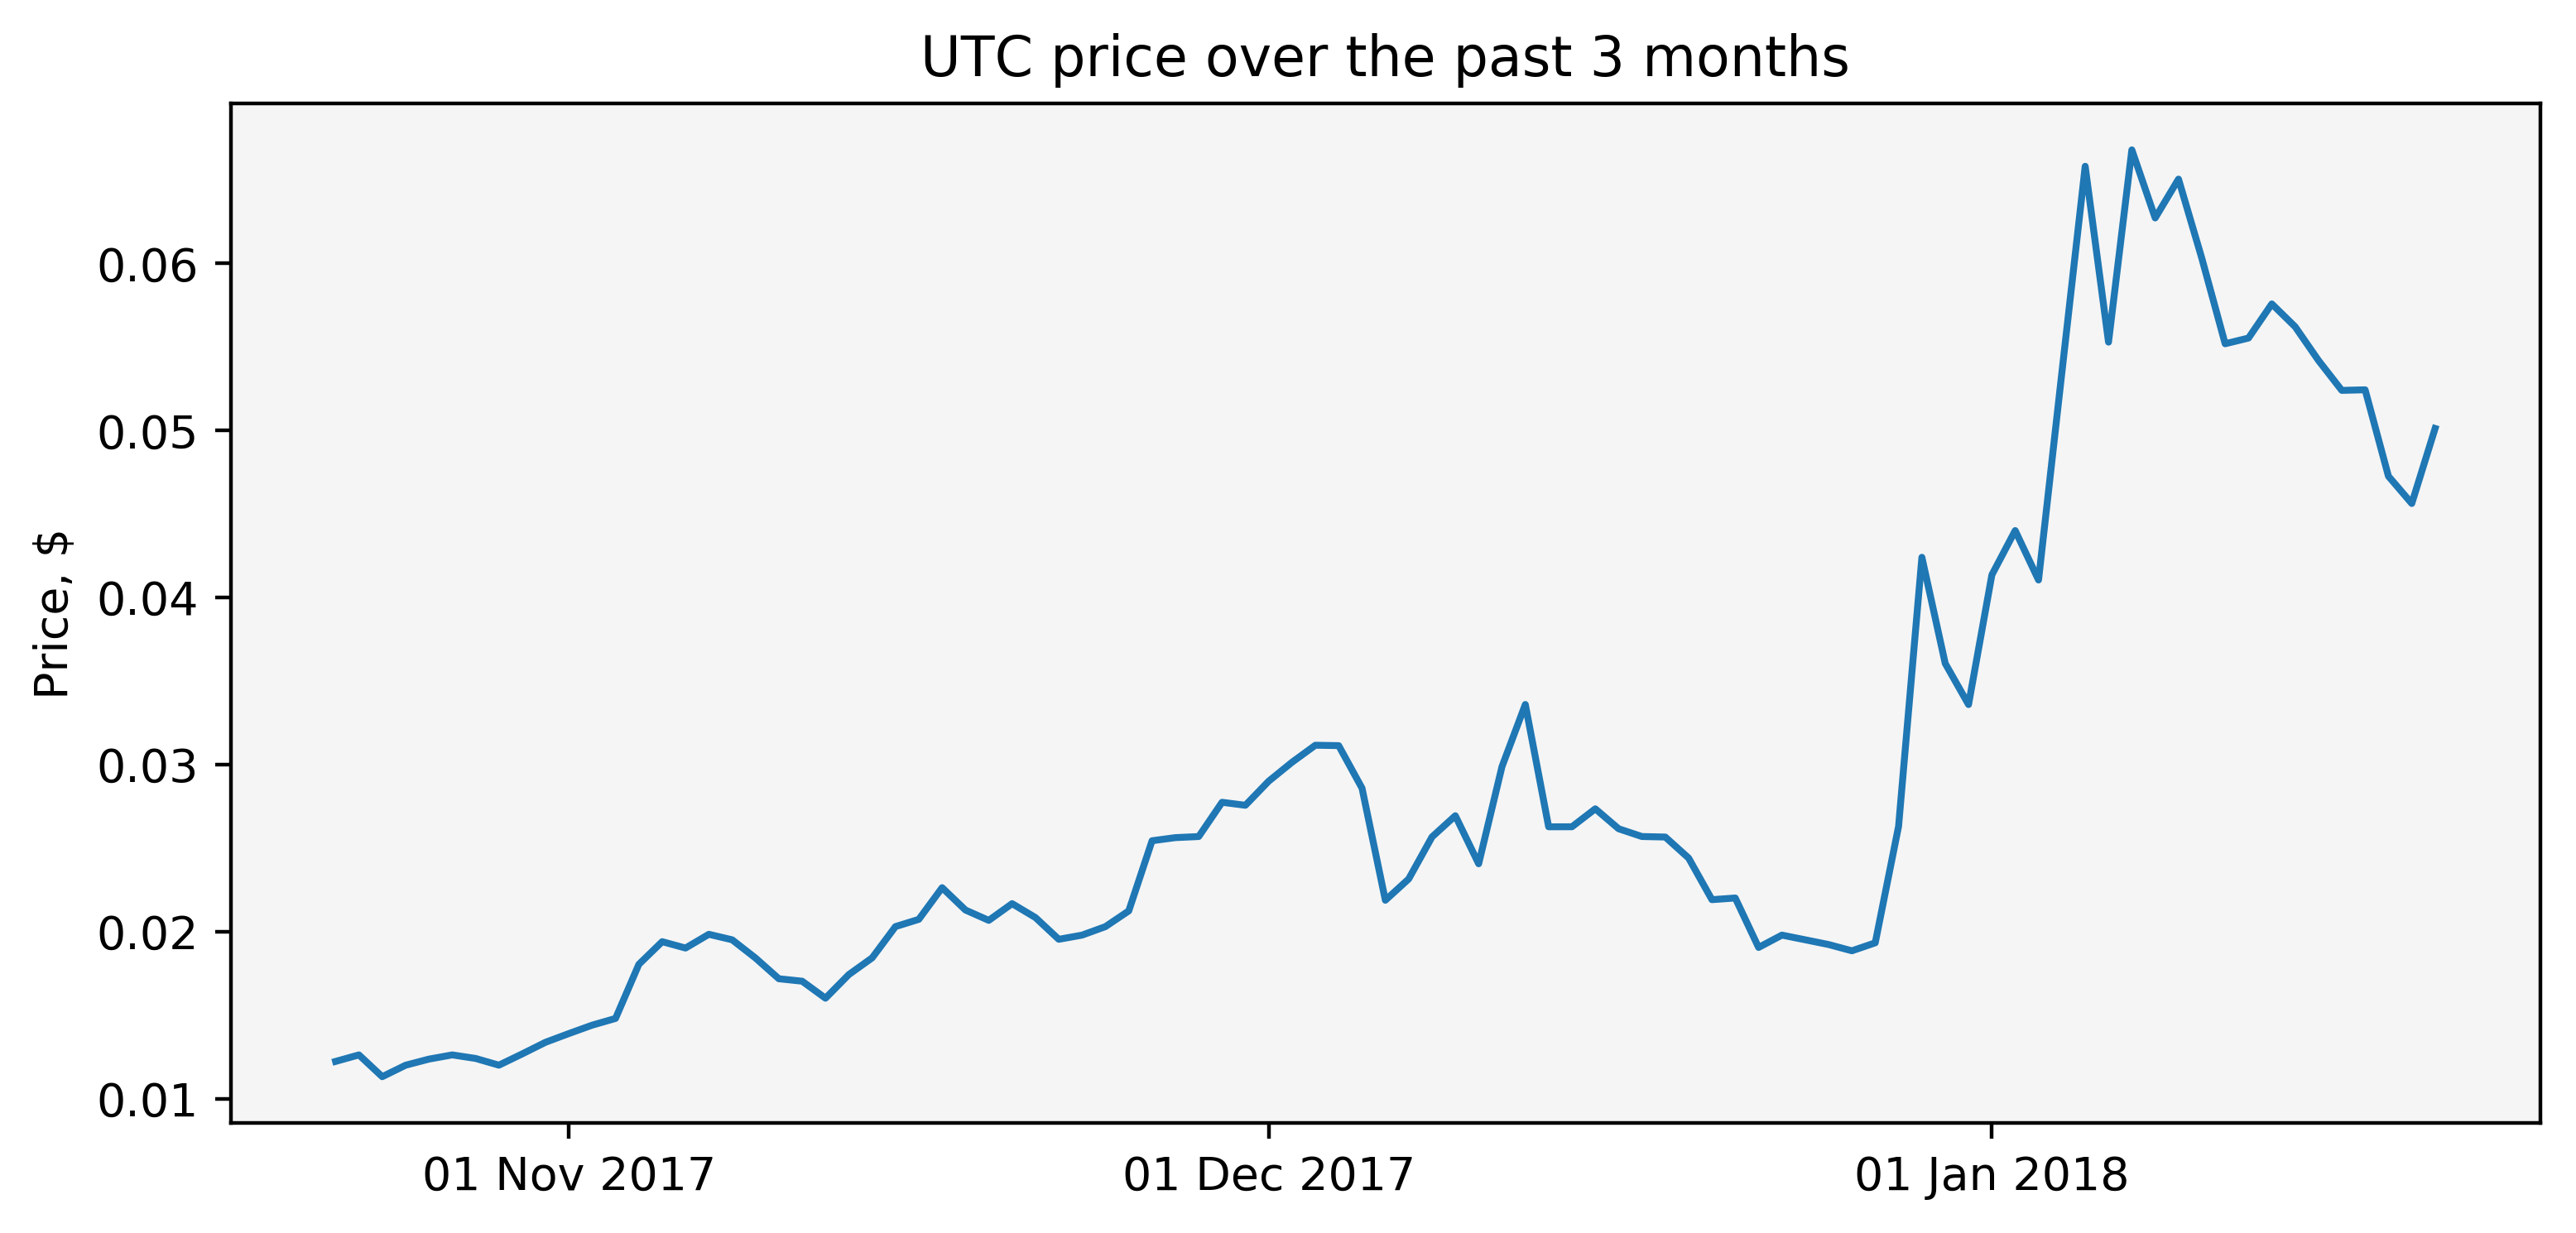 UTC price over the past 3 months
Price, $
0.06
0.05
0.04
0.03
0.02
0.01
01 Nov 2017
01 Dec 2017
01 Jan 2018